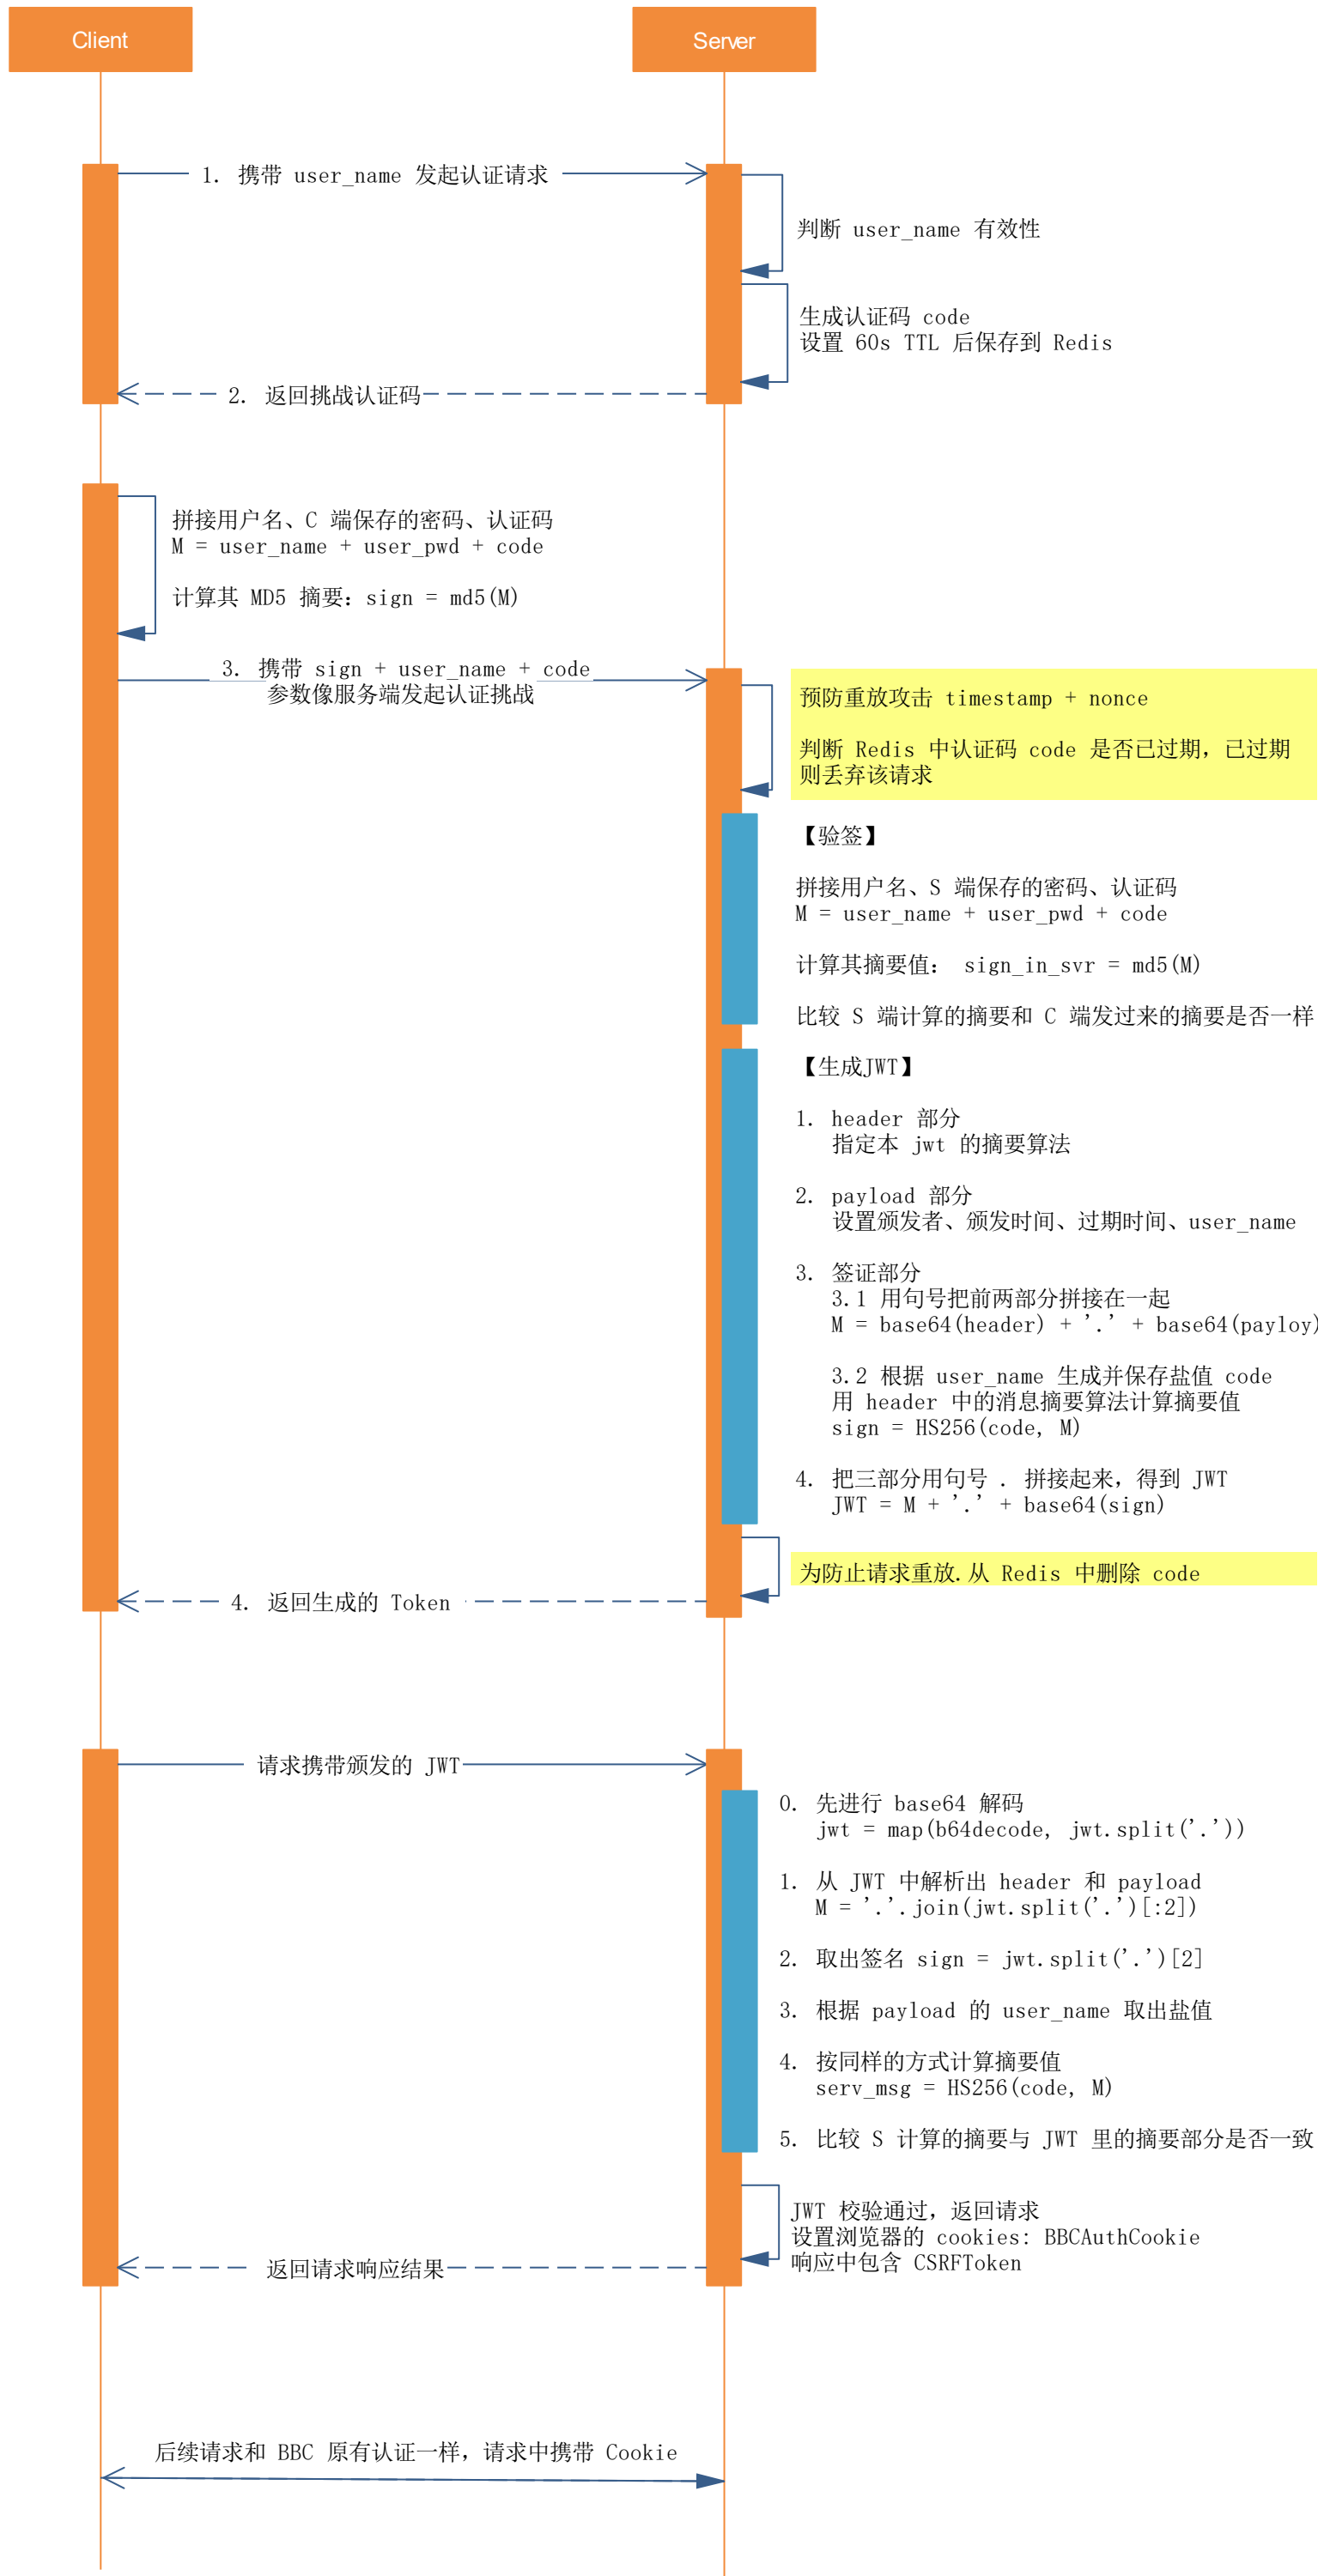 Client
Server
1. 携带 user_name 发起认证请求
判断 user_name 有效性
生成认证码 code
设置 60s TTL 后保存到 Redis
2. 返回挑战认证码
拼接用户名、C 端保存的密码、认证码
M = user_name + user_pwd + code
计算其 MD5 摘要：sign = md5(M)
3. 携带 sign + user_name + code
参数像服务端发起认证挑战
预防重放攻击 timestamp + nonce
判断 Redis 中认证码 code 是否已过期，已过期
则丢弃该请求
【验签】
拼接用户名、S 端保存的密码、认证码
M = user_name + user_pwd + code
计算其摘要值： sign_in_svr = md5(M)
比较 S 端计算的摘要和 C 端发过来的摘要是否一样
【生成JWT】
1. header 部分
指定本 jwt 的摘要算法
2. payload 部分
设置颁发者、颁发时间、过期时间、user_name
3. 签证部分
3.1 用句号把前两部分拼接在一起
M = base64(header) + '.' + base64(payloy)
3.2 根据 user_name 生成并保存盐值 code
用 header 中的消息摘要算法计算摘要值
sign = HS256(code, M)
4. 把三部分用句号 . 拼接起来，得到 JWT
JWT = M + '.' + base64(sign)
为防止请求重放.从 Redis 中删除 code
4. 返回生成的 Token
请求携带颁发的 JWT
0. 先进行 base64 解码
jwt = map(b64decode, jwt.split('.'))
1. 从 JWT 中解析出 header 和 payload
M = '.'.join(jwt.split('.')[:2])
2. 取出签名 sign = jwt.split('.')[2]
3. 根据 payload 的 user_name 取出盐值
4. 按同样的方式计算摘要值
serv_msg = HS256(code, M)
5. 比较 S 计算的摘要与 JWT 里的摘要部分是否一致
JWT 校验通过，返回请求
设置浏览器的 cookies: BBCAuthCookie
响应中包含 CSRFToken
返回请求响应结果
后续请求和 BBC 原有认证一样，请求中携带 Cookie